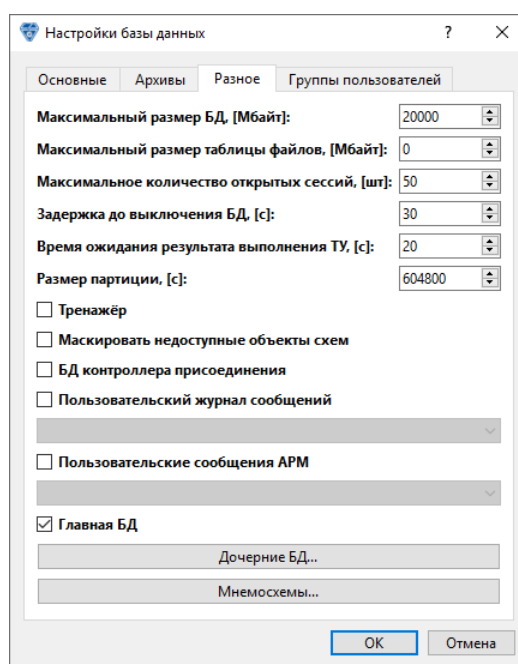 Настройки базы данных ? ×
Основные Архивы Разное Группы пользователей
Максимальный размер БД, [Мбайт]: 20000
Максимальный размер таблицы файлов, [Мбайт]: 0
Максимальное количество открытых сессий, [шт]: 50
Задержка до выключения БД, [с]: 30
Время ожидания результата выполнения ТУ, [с]: 20
Размер партиции, [с]: 604800
Тренажёр
Маскировать недоступные объекты схем
БД контроллера присоединения
Пользовательский журнал сообщений
Пользовательские сообщения АРМ
Главная БД
Дочерние БД...
Мнемосхемы...
ОК Отмена